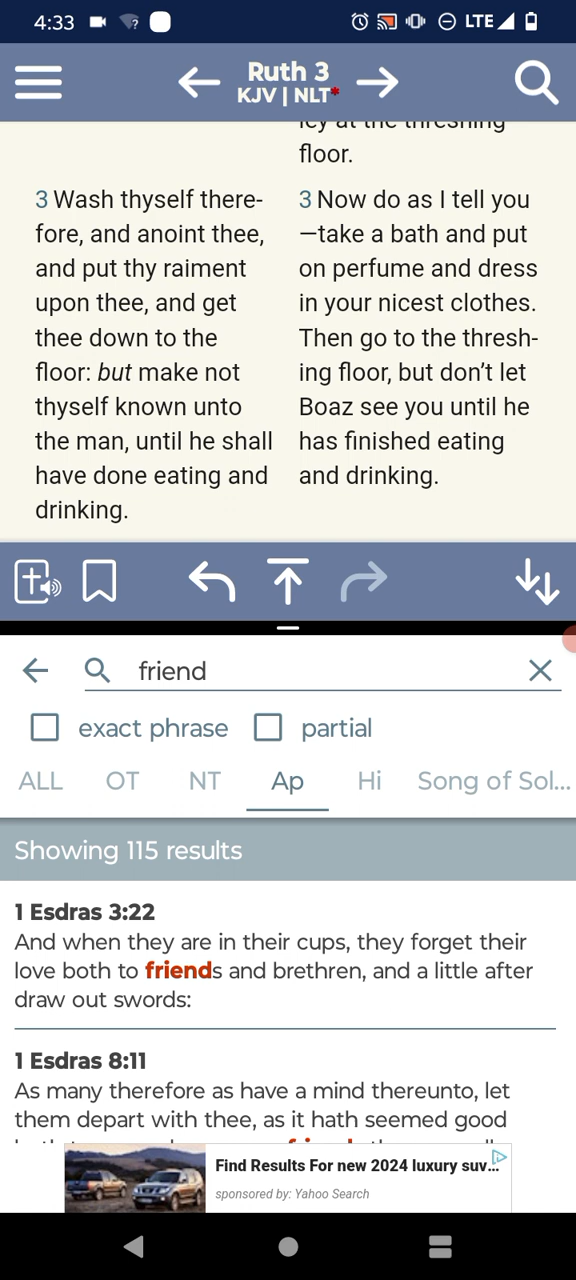 4:33
LTE
Ruth 3
KJV | NLT*
ley at the threshing
floor.
3 Wash thyself there-
fore, and anoint thee,
and put thy raiment
upon thee, and get
thee down to the
floor: but make not
thyself known unto
the man, until he shall
have done eating and
drinking.
3 Now do as I tell you
—take a bath and put
on perfume and dress
in your nicest clothes.
Then go to the thresh-
ing floor, but don’t let
Boaz see you until he
has finished eating
and drinking.
friend
exact phrase
partial
ALL OT NT Ap Hi Song of Sol...
Showing 115 results
1 Esdras 3:22
And when they are in their cups, they forget their
love both to friends and brethren, and a little after
draw out swords:
1 Esdras 8:11
As many therefore as have a mind thereunto, let
them depart with thee, as it hath seemed good
Find Results For new 2024 luxury suv...
sponsored by: Yahoo Search